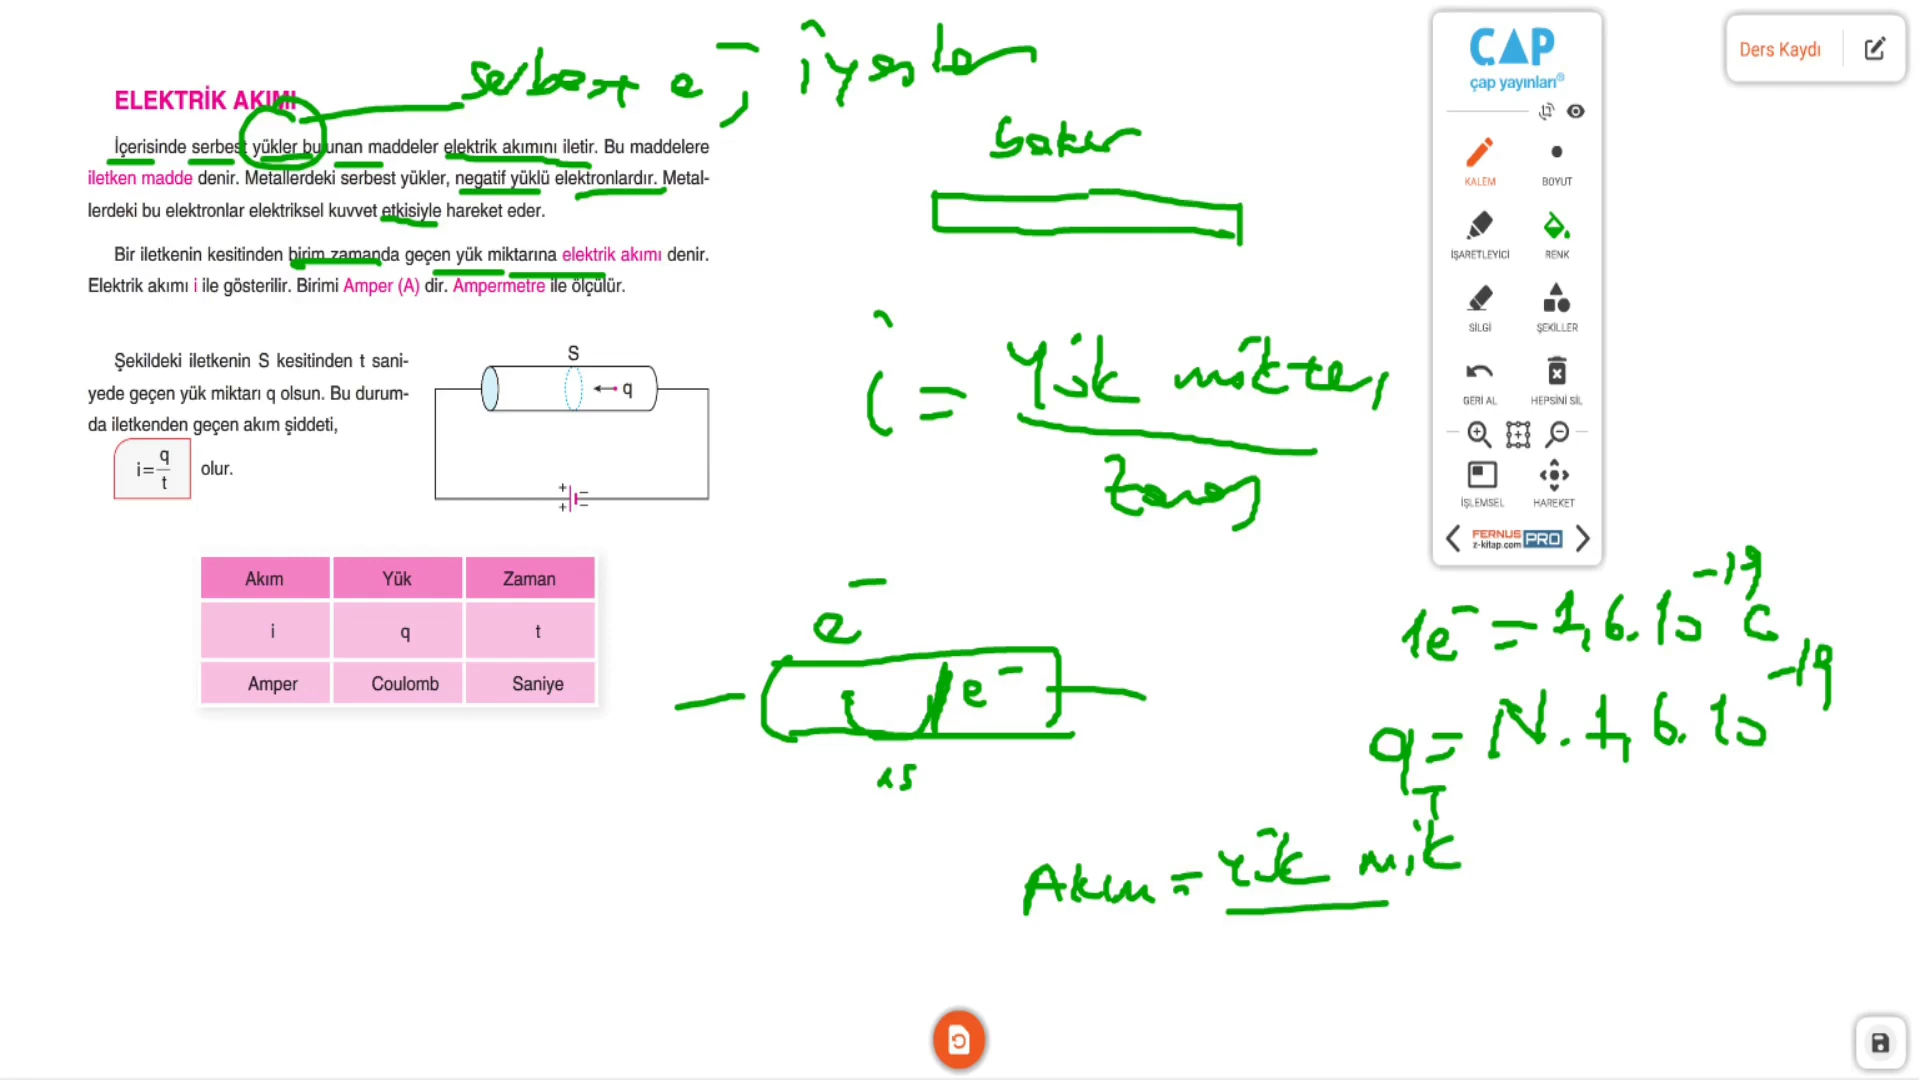 serbest e⁻, iyonlar
ELEKTRİK AKIMI
İçerisinde serbest yükler bulunan maddeler elektrik akımını iletir. Bu maddelere
iletken madde denir. Metallerdeki serbest yükler, negatif yüklü elektronlardır. Metal-
lerdeki bu elektronlar elektriksel kuvvet etkisiyle hareket eder.
Bir iletkenin kesitinden birim zamanda geçen yük miktarına elektrik akımı denir.
Elektrik akımı i ile gösterilir. Birimi Amper (A) dir. Ampermetre ile ölçülür.
Şekildeki iletkenin S kesitinden t sani-
yede geçen yük miktarı q olsun. Bu durum-
da iletkenden geçen akım şiddeti,
i=q/t olur.
S
q
+ −
+ −
Akım Yük Zaman
i q t
Amper Coulomb Saniye
Bakır
i = Yük miktarı
Zaman
e⁻
e⁻
1s
1e⁻ = 1,6.10⁻¹⁹ C
q = N.1,6.10⁻¹⁹
Akım = Yük mik
ÇAP
çap yayınları®
KALEM
BOYUT
İŞARETLEYİCİ
RENK
SİLGİ
ŞEKİLLER
GERİ AL
HEPSİNİ SİL
İŞLEMSEL
HAREKET
FERNUS PRO
z-kitap.com
Ders Kaydı